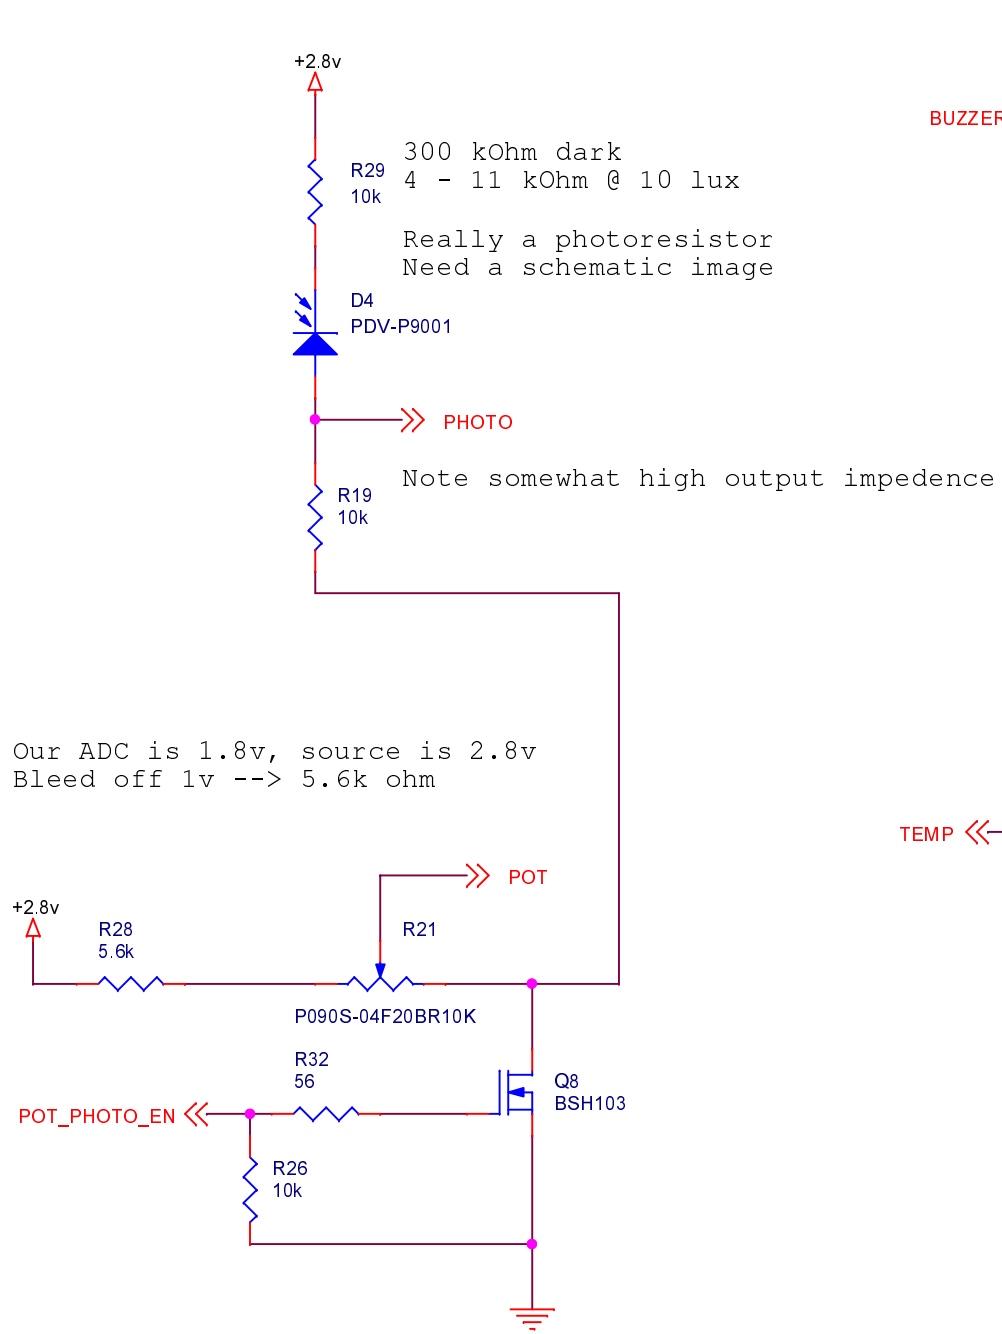 +2.8v
BUZZER
300 kOhm dark
R29
4 - 11 kOhm @ 10 lux
10k
Really a photoresistor
Need a schematic image
D4
PDV-P9001
PHOTO
Note somewhat high output impedence
R19
10k
Our ADC is 1.8v, source is 2.8v
Bleed off 1v --> 5.6k ohm
TEMP
POT
+2.8v
R28
5.6k
R21
P090S-04F20BR10K
R32
56
Q8
BSH103
POT_PHOTO_EN
R26
10k